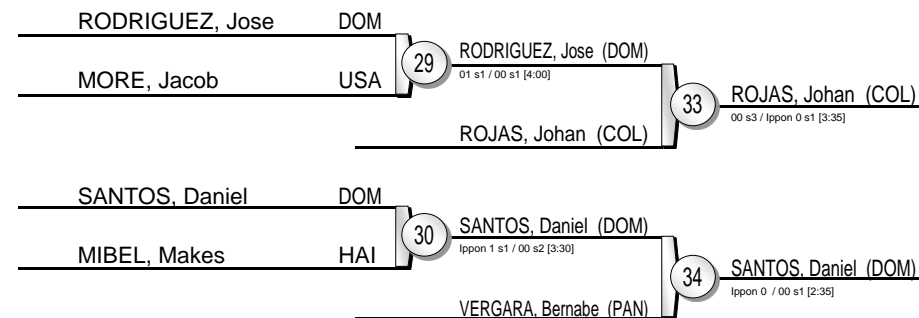 RODRIGUEZ, Jose DOM
MORE, Jacob USA
29
RODRIGUEZ, Jose (DOM)
01 s1 / 00 s1 [4:00]
ROJAS, Johan (COL)
33
ROJAS, Johan (COL)
00 s3 / Ippon 0 s1 [3:35]
SANTOS, Daniel DOM
MIBEL, Makes HAI
30
SANTOS, Daniel (DOM)
Ippon 1 s1 / 00 s2 [3:30]
VERGARA, Bernabe (PAN)
34
SANTOS, Daniel (DOM)
Ippon 0 / 00 s1 [2:35]